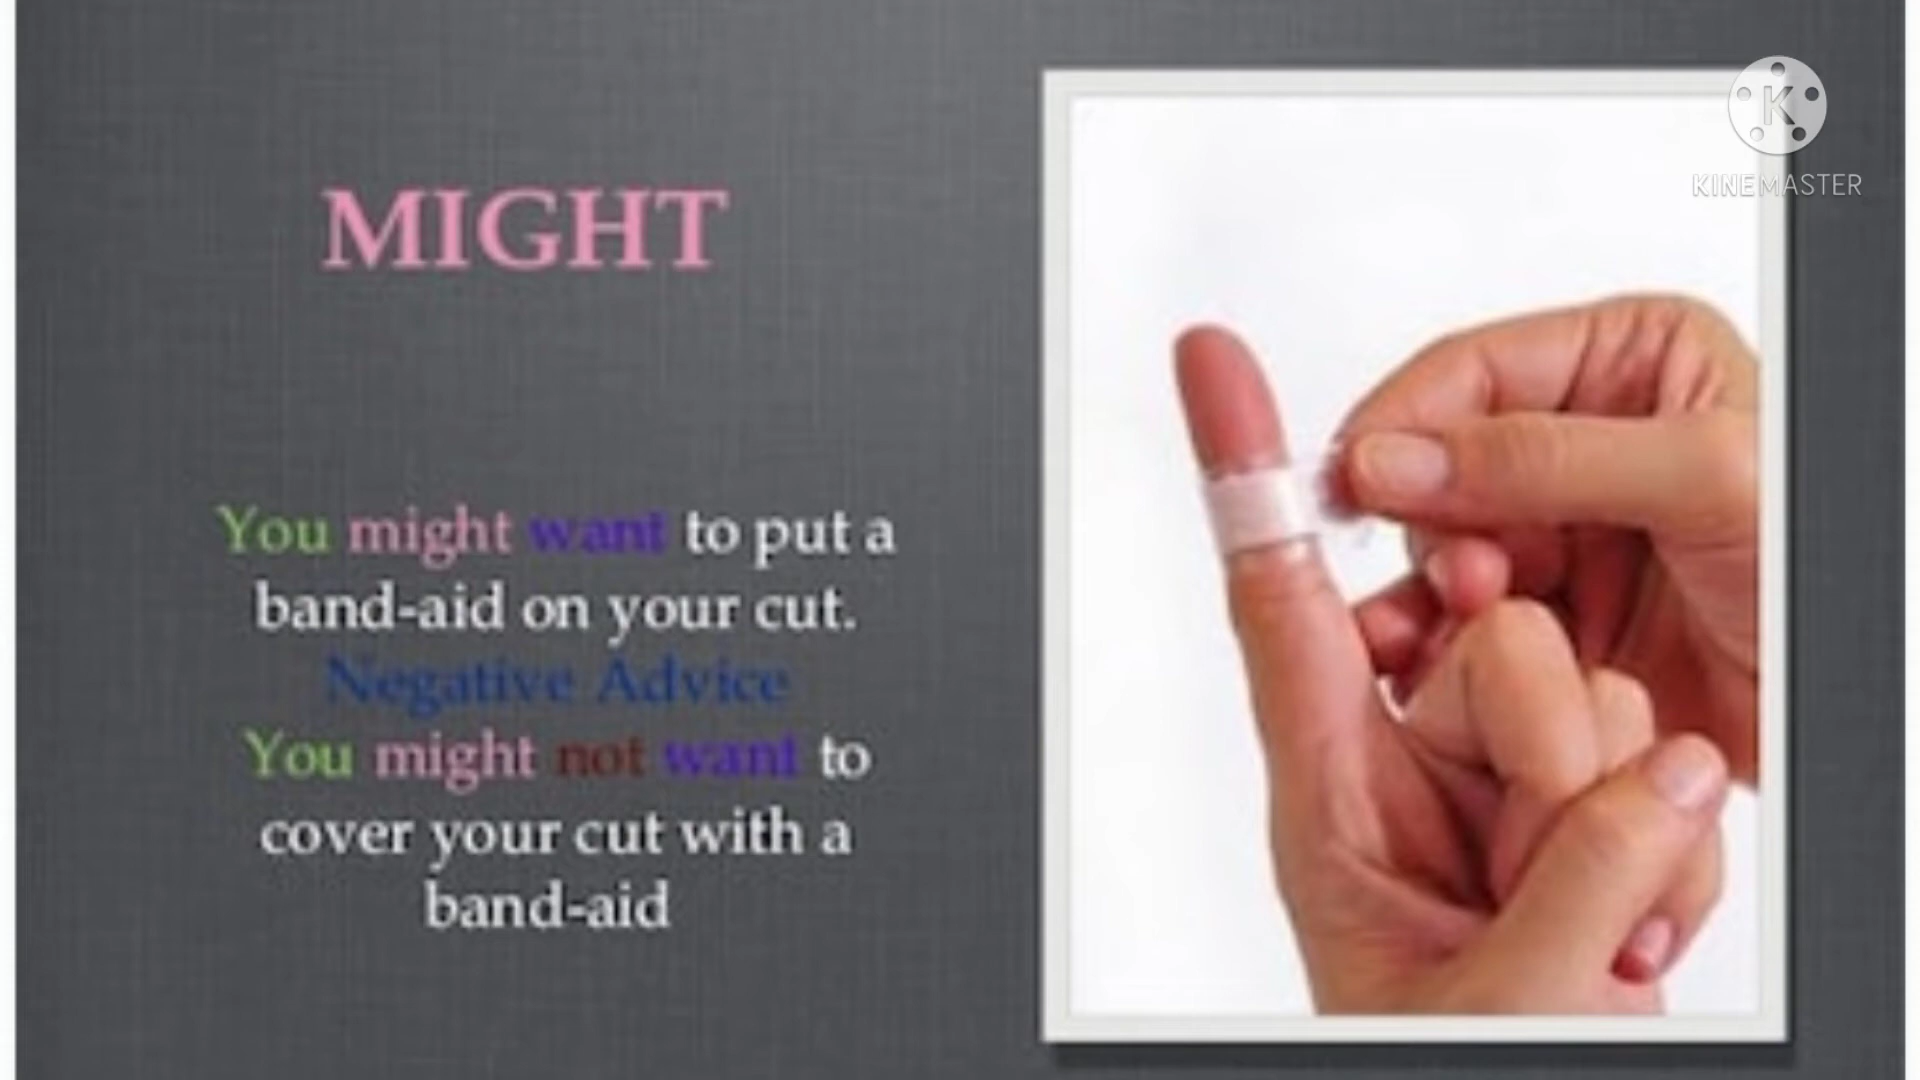 MIGHT
You might want to put a
band-aid on your cut.
Negative Advice
You might not want to
cover your cut with a
band-aid
K
KINEMASTER